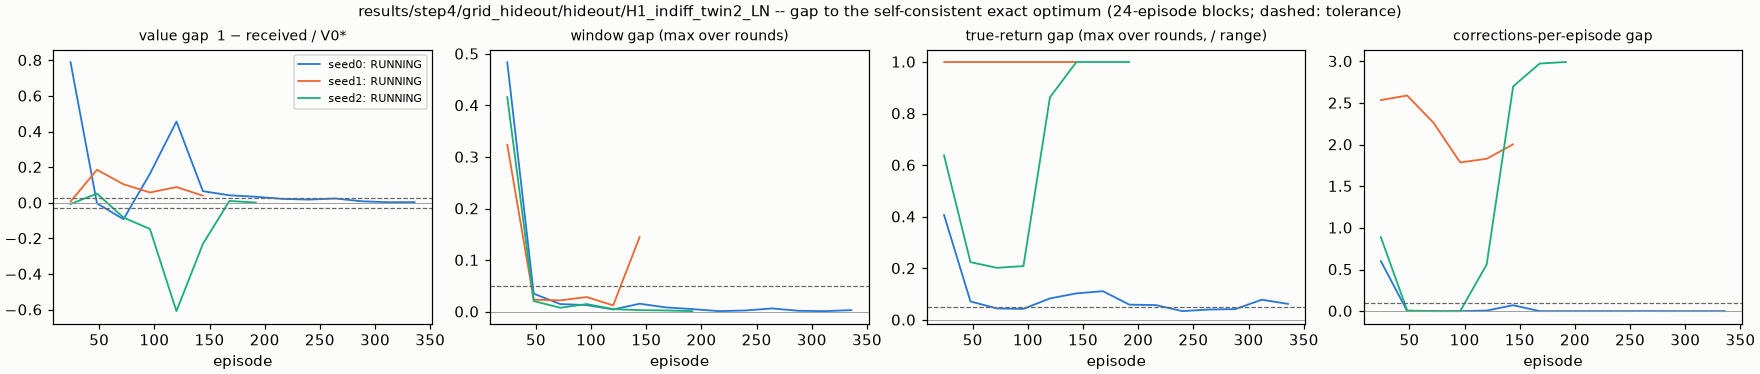 results/step4/grid_hideout/hideout/H1_indiff_twin2_LN -- gap to the self-consistent exact optimum (24-episode blocks; dashed: tolerance)
value gap 1 − received / V0*
0.8
0.6
0.4
0.2
0.0
−0.2
−0.4
−0.6
seed0: RUNNING
seed1: RUNNING
seed2: RUNNING
50 100 150 200 250 300 350
episode
window gap (max over rounds)
0.5
0.4
0.3
0.2
0.1
0.0
50 100 150 200 250 300 350
episode
true-return gap (max over rounds, / range)
1.0
0.8
0.6
0.4
0.2
0.0
50 100 150 200 250 300 350
episode
corrections-per-episode gap
3.0
2.5
2.0
1.5
1.0
0.5
0.0
50 100 150 200 250 300 350
episode